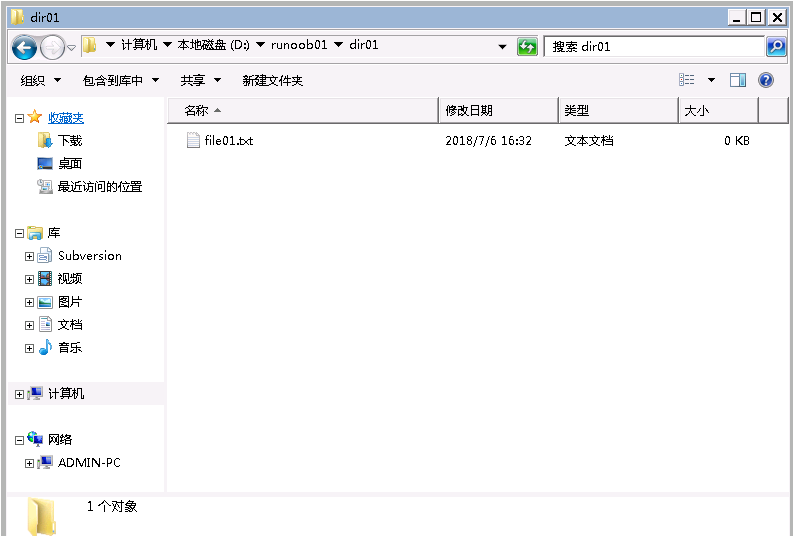 dir01
计算机 本地磁盘 (D:) runoob01 dir01 搜索 dir01
组织 包含到库中 共享 新建文件夹
收藏夹
下载
桌面
最近访问的位置
库
Subversion
视频
图片
文档
音乐
计算机
网络
ADMIN-PC
名称 修改日期 类型 大小
file01.txt 2018/7/6 16:32 文本文档 0 KB
1 个对象